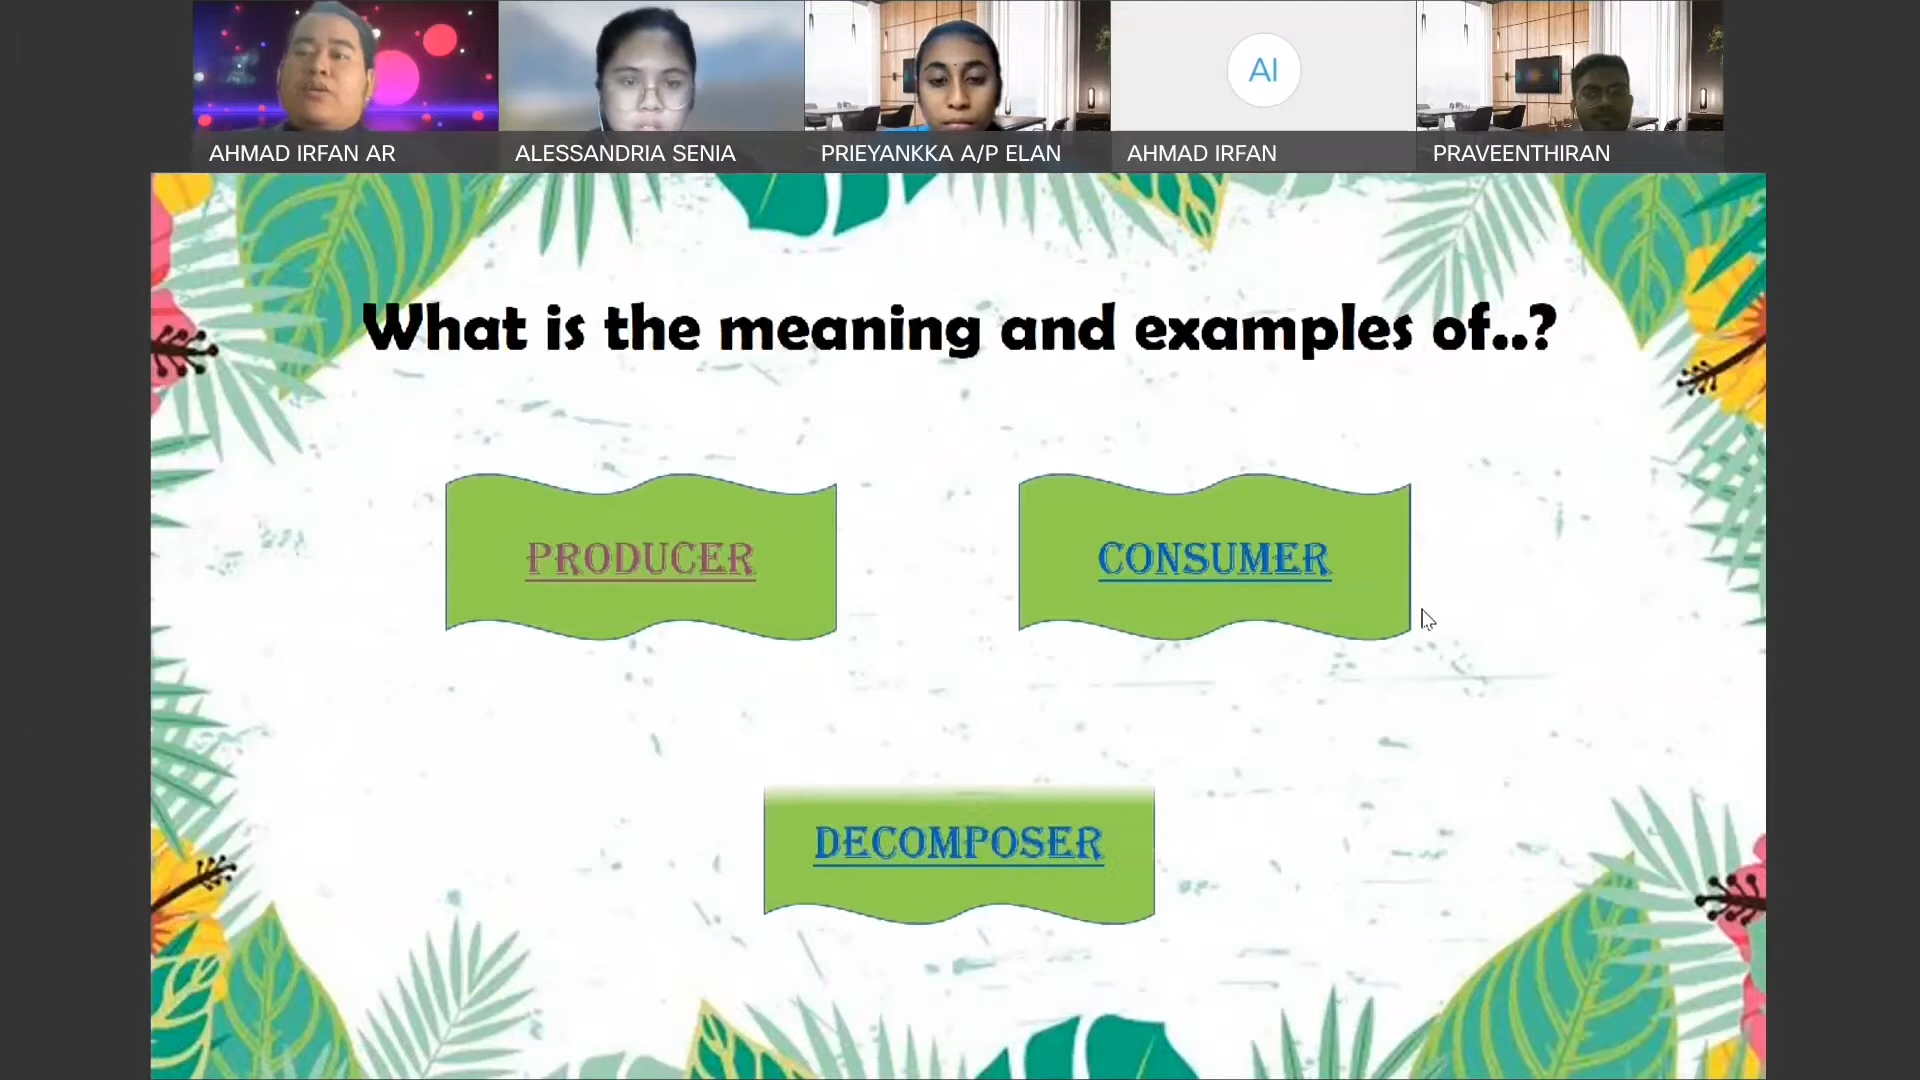 AHMAD IRFAN AR
ALESSANDRIA SENIA
PRIEYANKKA A/P ELAN
AI
AHMAD IRFAN
PRAVEENTHIRAN
What is the meaning and examples of..?
PRODUCER
CONSUMER
DECOMPOSER